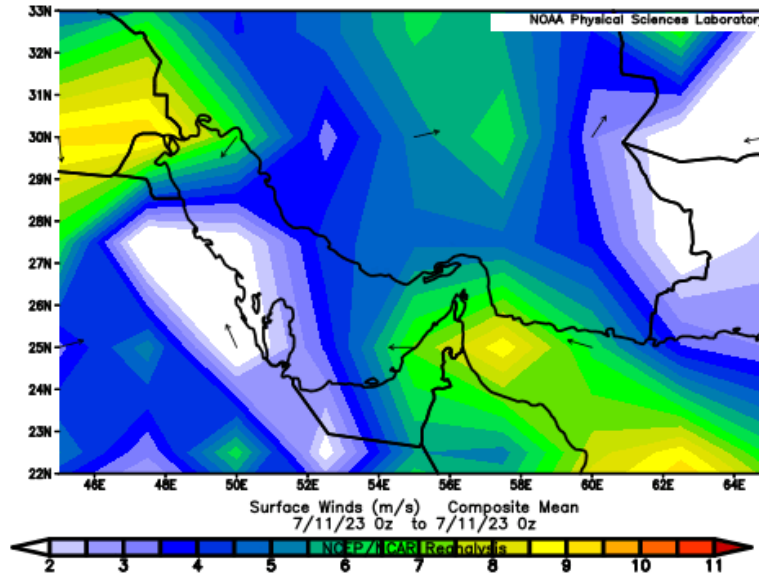 NOAA Physical Sciences Laboratory
33N
32N
31N
30N
29N
28N
27N
26N
25N
24N
23N
22N
46E 48E 50E 52E 54E 56E 58E 60E 62E 64E
Surface Winds (m/s) Composite Mean
7/11/23 0z to 7/11/23 0z
NCEP/NCAR Reanalysis
2 3 4 5 6 7 8 9 10 11